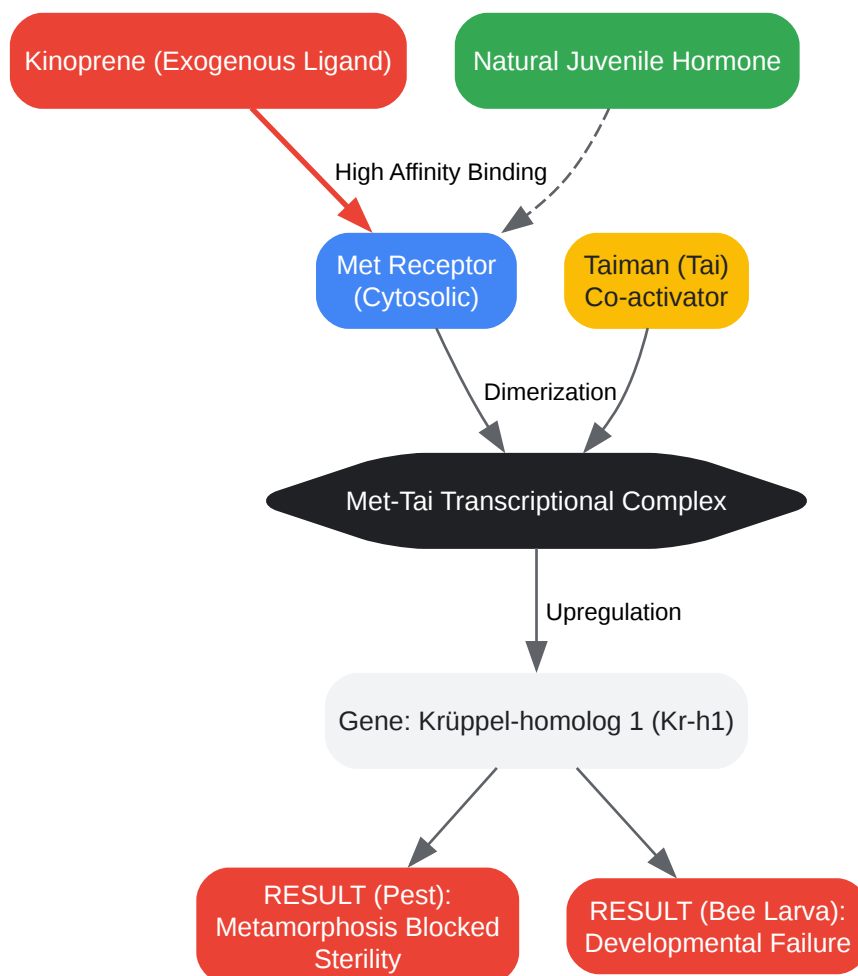 Kinoprene (Exogenous Ligand)
Natural Juvenile Hormone
High Affinity Binding
Met Receptor
(Cytosolic)
Taiman (Tai)
Co-activator
Dimerization
Met-Tai Transcriptional Complex
Upregulation
Gene: Krüppel-homolog 1 (Kr-h1)
RESULT (Pest):
Metamorphosis Blocked
Sterility
RESULT (Bee Larva):
Developmental Failure